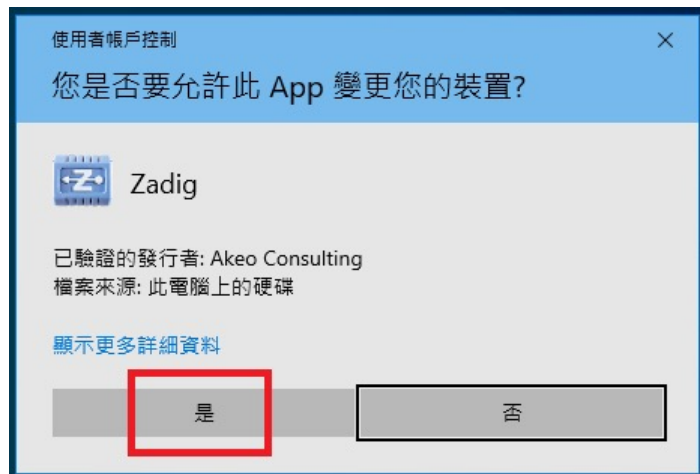 使用者帳戶控制
您是否要允許此 App 變更您的裝置?
Zadig
已驗證的發行者: Akeo Consulting
檔案來源: 此電腦上的硬碟
顯示更多詳細資料
是
否